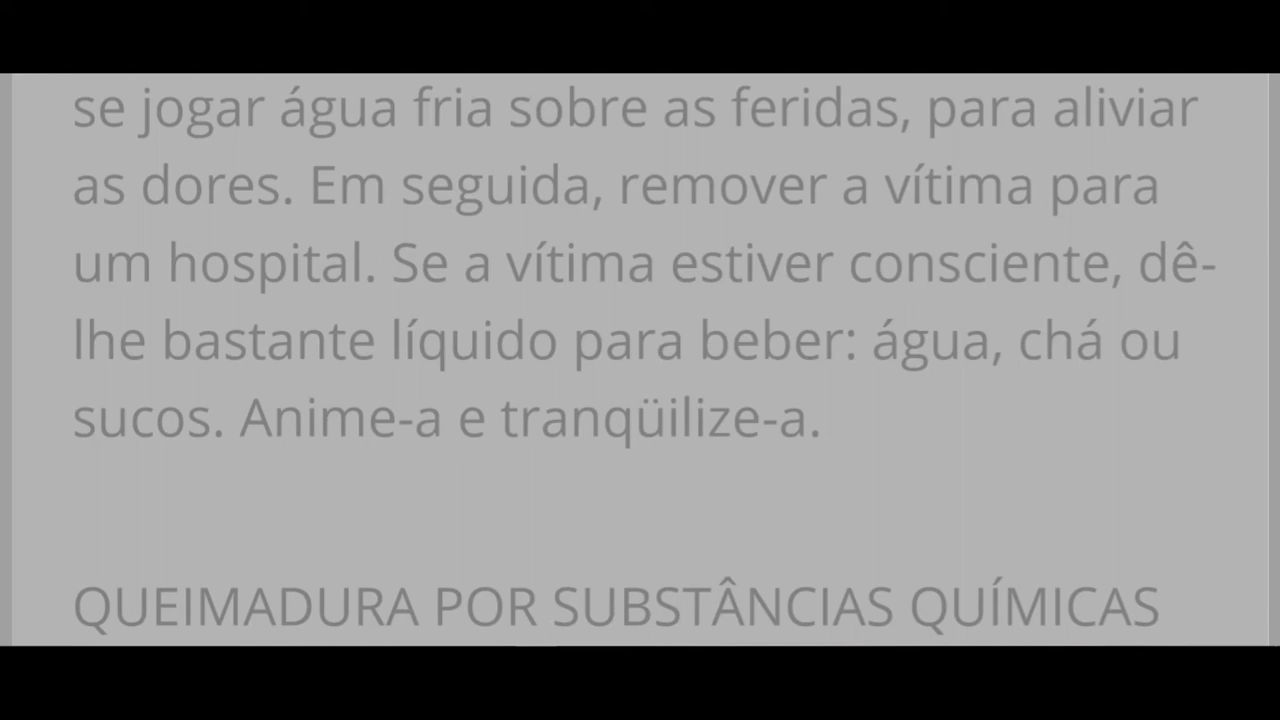 se jogar água fria sobre as feridas, para aliviar
as dores. Em seguida, remover a vítima para
um hospital. Se a vítima estiver consciente, dê-
lhe bastante líquido para beber: água, chá ou
sucos. Anime-a e tranqüilize-a.
QUEIMADURA POR SUBSTÂNCIAS QUÍMICAS